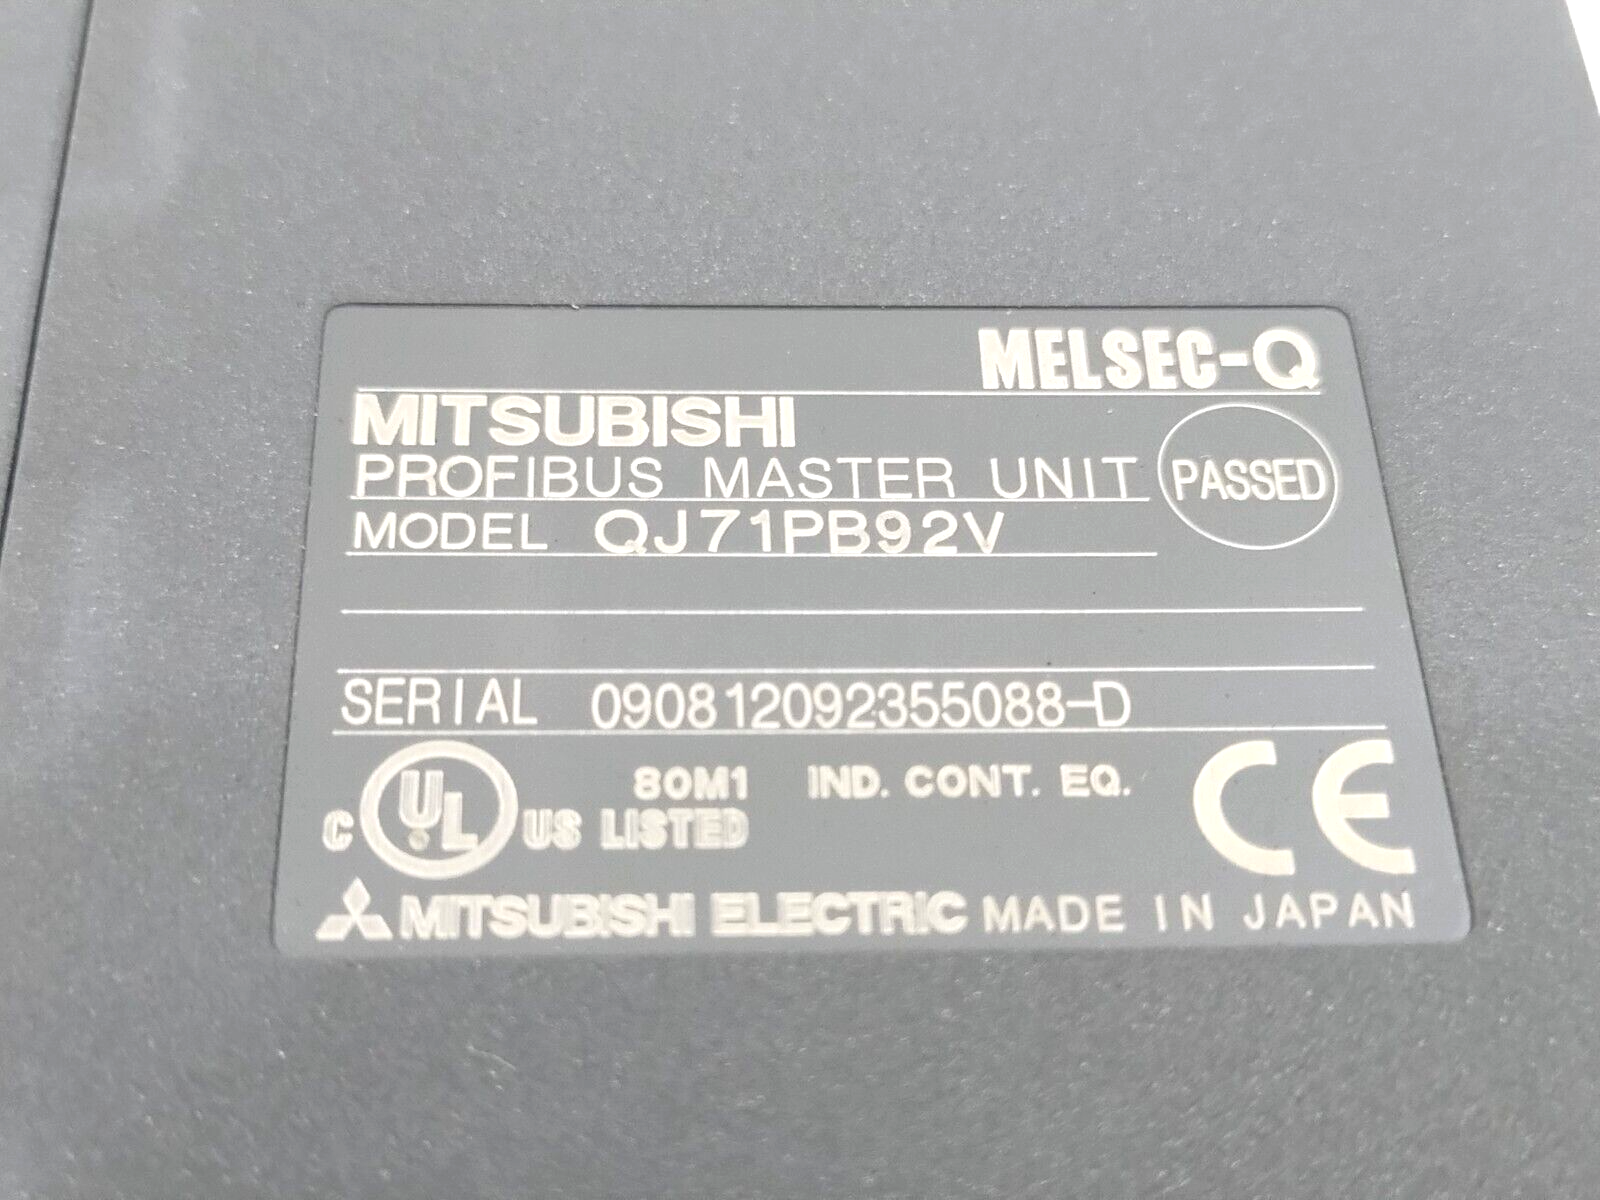 MELSEC-Q
MITSUBISHI
PROFIBUS MASTER UNIT
PASSED
MODEL QJ71PB92V
SERIAL 090812092355088-D
C UL US LISTED
80M1 IND. CONT. EQ.
CE
MITSUBISHI ELECTRIC MADE IN JAPAN